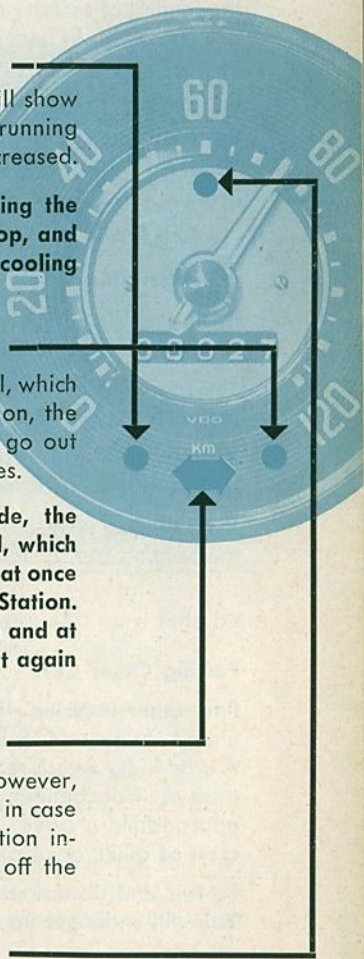 ill show
running
creased.
ing the
op, and
cooling
l, which
on, the
go out
es.
de, the
l, which
at once
Station.
and at
t again
owever,
in case
tion in-
off the
0 20 40 60 80 120
00027
VDO
Km